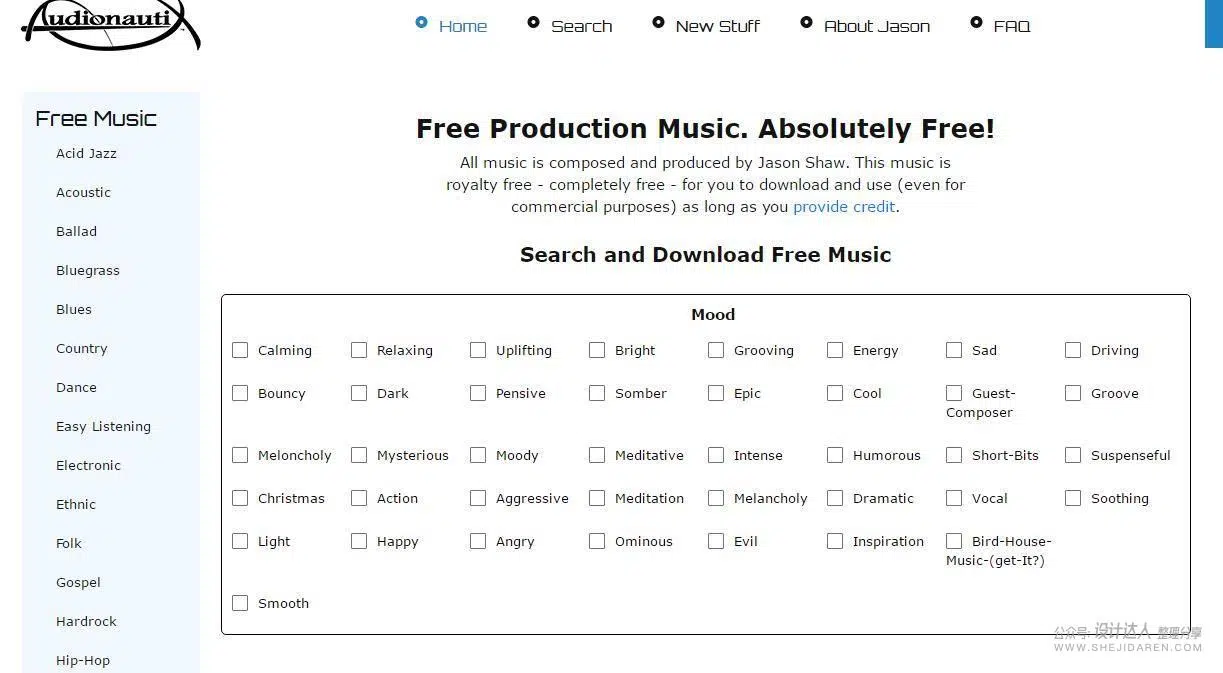 Audionautix
Home
Search
New Stuff
About Jason
FAQ
Free Music
Acid Jazz
Acoustic
Ballad
Bluegrass
Blues
Country
Dance
Easy Listening
Electronic
Ethnic
Folk
Gospel
Hardrock
Hip-Hop
Free Production Music. Absolutely Free!
All music is composed and produced by Jason Shaw. This music is
royalty free - completely free - for you to download and use (even for
commercial purposes) as long as you provide credit.
Search and Download Free Music
Mood
Calming Relaxing Uplifting Bright Grooving Energy Sad Driving
Bouncy Dark Pensive Somber Epic Cool Guest-
Composer Groove
Meloncholy Mysterious Moody Meditative Intense Humorous Short-Bits Suspenseful
Christmas Action Aggressive Meditation Melancholy Dramatic Vocal Soothing
Light Happy Angry Ominous Evil Inspiration Bird-House-
Music-(get-It?)
Smooth
公众号: 设计达人 整理分享
WWW.SHEJIDAREN.COM